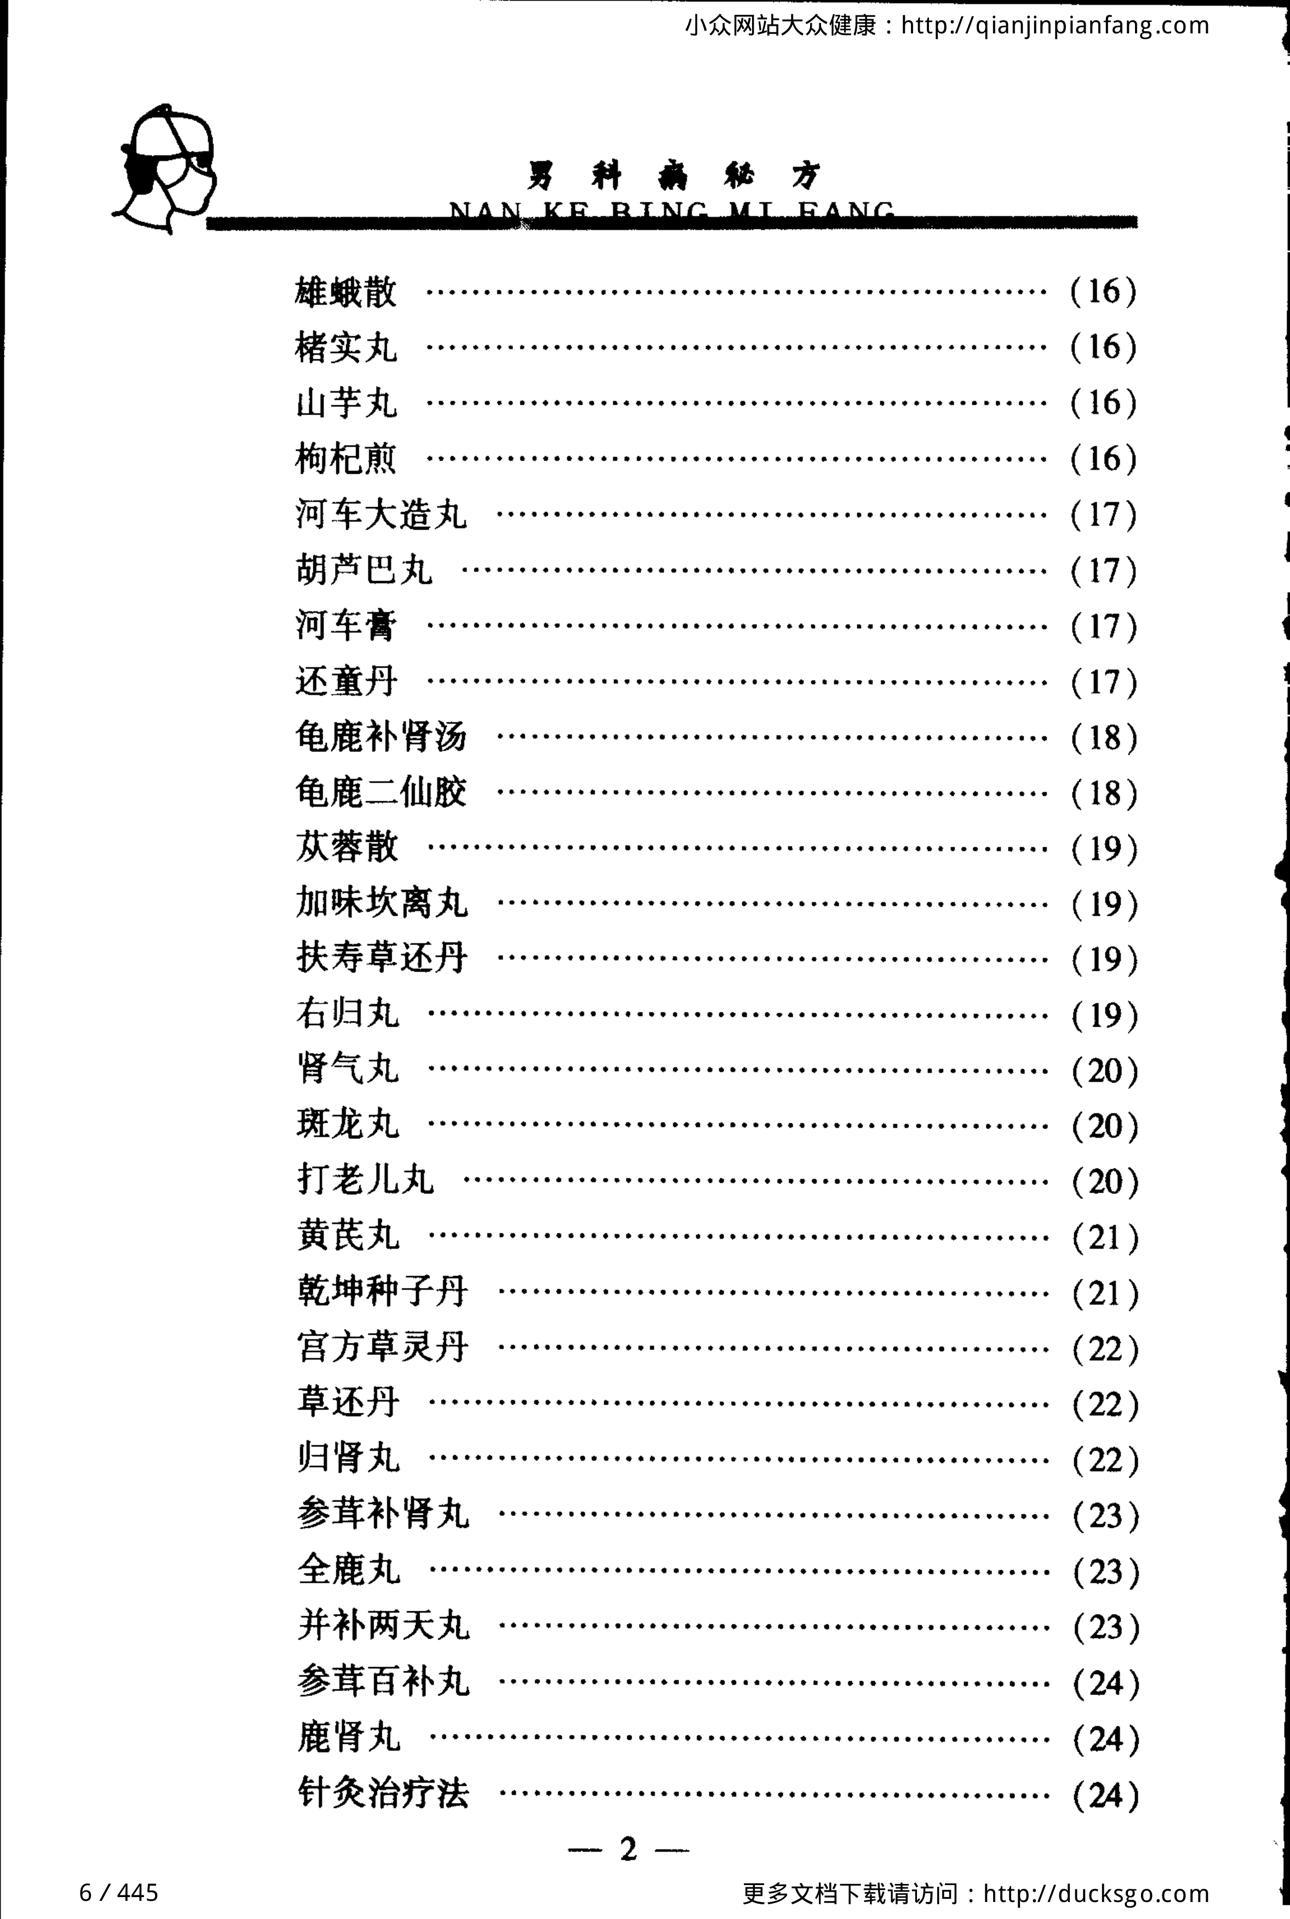 小众网站大众健康：http://qianjinpianfang.com
男科病秘方
NAN KE BING MI FANG
雄蛾散 …………………………………………… (16)
楮实丸 …………………………………………… (16)
山芋丸 …………………………………………… (16)
枸杞煎 …………………………………………… (16)
河车大造丸 ……………………………………… (17)
胡芦巴丸 ………………………………………… (17)
河车膏 …………………………………………… (17)
还童丹 …………………………………………… (17)
龟鹿补肾汤 ……………………………………… (18)
龟鹿二仙胶 ……………………………………… (18)
苁蓉散 …………………………………………… (19)
加味坎离丸 ……………………………………… (19)
扶寿草还丹 ……………………………………… (19)
右归丸 …………………………………………… (19)
肾气丸 …………………………………………… (20)
斑龙丸 …………………………………………… (20)
打老儿丸 ………………………………………… (20)
黄芪丸 …………………………………………… (21)
乾坤种子丹 ……………………………………… (21)
宫方草灵丹 ……………………………………… (22)
草还丹 …………………………………………… (22)
归肾丸 …………………………………………… (22)
参茸补肾丸 ……………………………………… (23)
全鹿丸 …………………………………………… (23)
并补两天丸 ……………………………………… (23)
参茸百补丸 ……………………………………… (24)
鹿肾丸 …………………………………………… (24)
针灸治疗法 ……………………………………… (24)
— 2 —
6 / 445
更多文档下载请访问：http://ducksgo.com